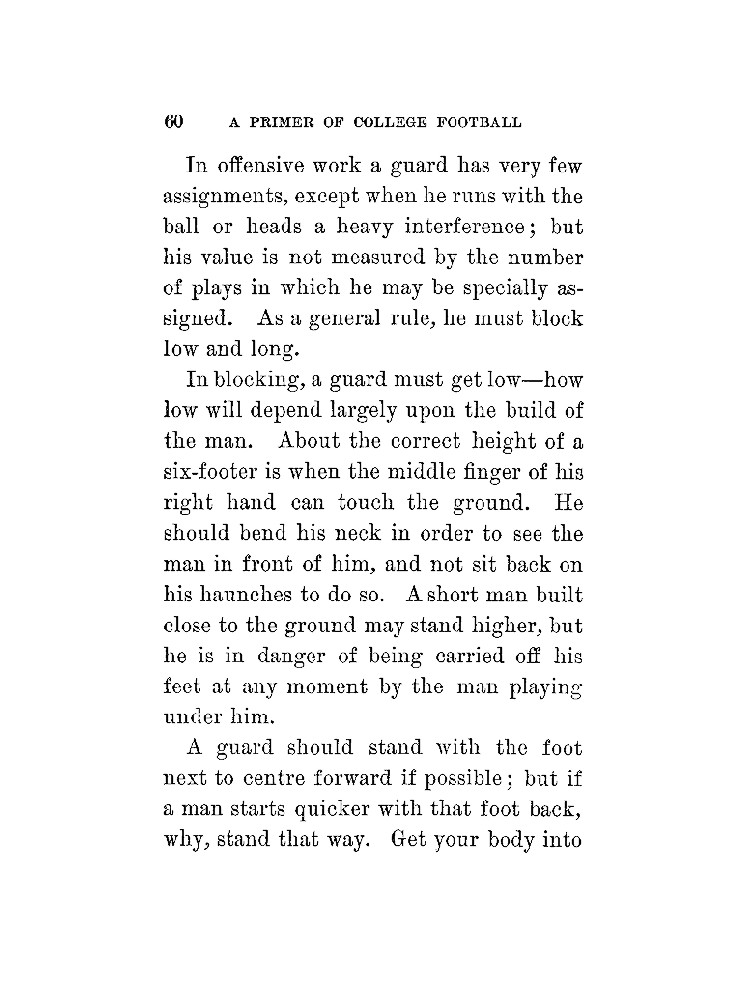 60 A PRIMER OF COLLEGE FOOTBALL
In offensive work a guard has very few
assignments, except when he runs with the
ball or heads a heavy interference; but
his value is not measured by the number
of plays in which he may be specially as-
signed. As a general rule, he must block
low and long.
In blocking, a guard must get low—how
low will depend largely upon the build of
the man. About the correct height of a
six-footer is when the middle finger of his
right hand can touch the ground. He
should bend his neck in order to see the
man in front of him, and not sit back on
his haunches to do so. A short man built
close to the ground may stand higher, but
he is in danger of being carried off his
feet at any moment by the man playing
under him.
A guard should stand with the foot
next to centre forward if possible; but if
a man starts quicker with that foot back,
why, stand that way. Get your body into